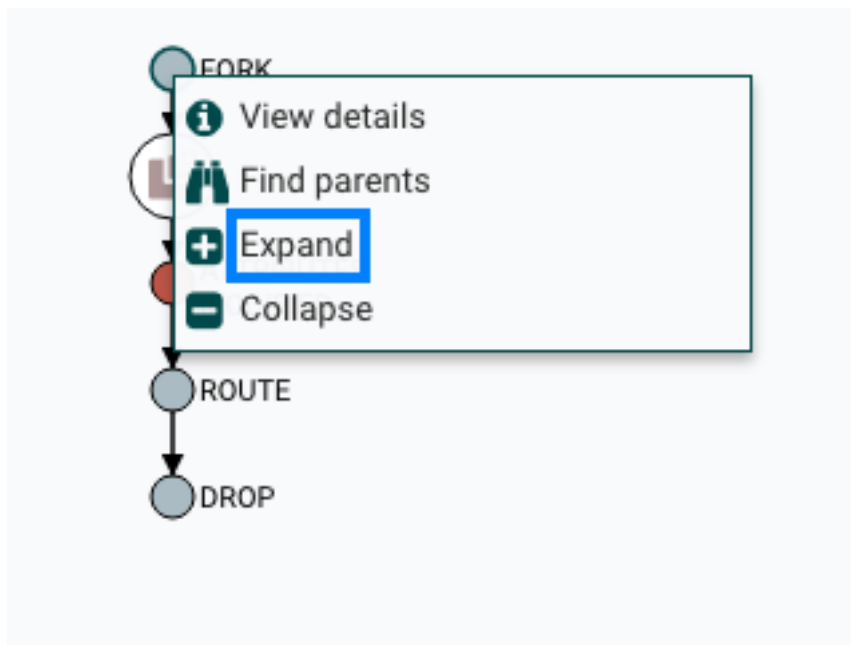 FORK
View details
Find parents
Expand
Collapse
ROUTE
DROP